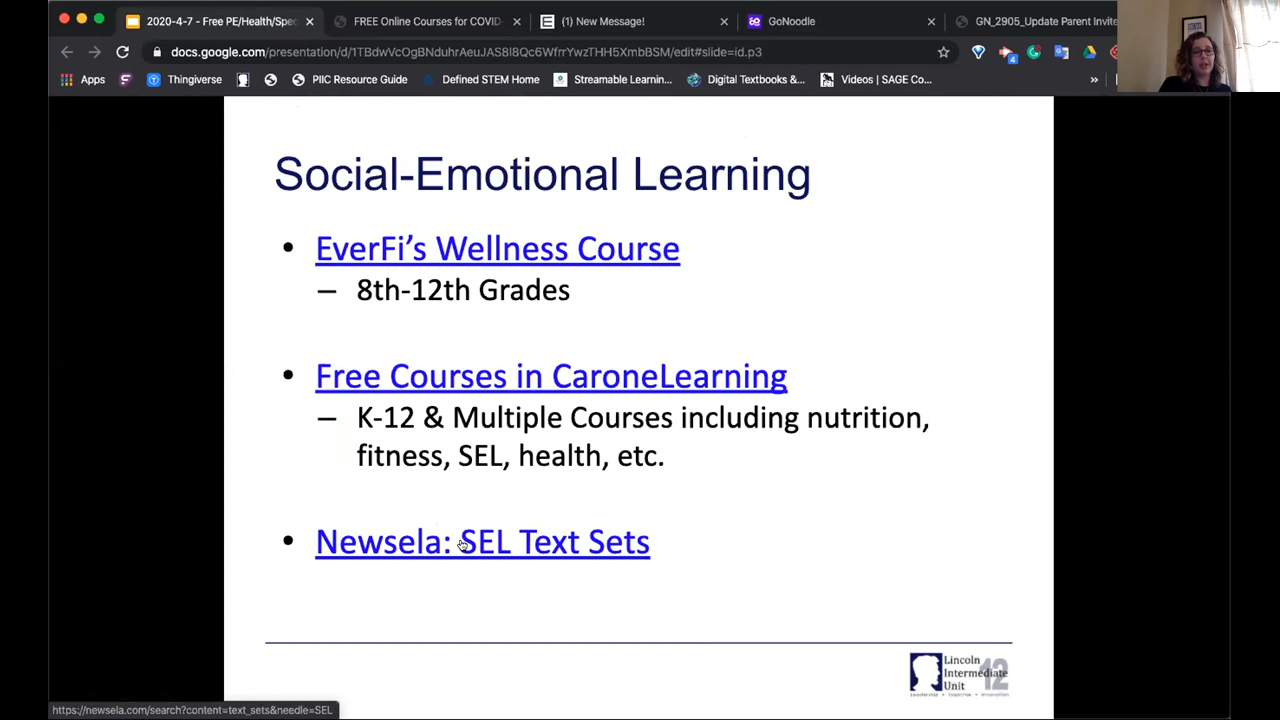 2020-4-7 - Free PE/Health/Spec
FREE Online Courses for COVID-
(1) New Message!
GoNoodle
GN_2905_Update Parent Invite
docs.google.com/presentation/d/1TBdwVcOgBNduhrAeuJAS8l8Qc6WfrrYwzTHH5XmbBSM/edit#slide=id.p3
Apps
Thingiverse
PIIC Resource Guide
Defined STEM Home
Streamable Learnin...
Digital Textbooks &...
Videos | SAGE Co...
Social-Emotional Learning
• EverFi’s Wellness Course
– 8th-12th Grades
• Free Courses in CaroneLearning
– K-12 & Multiple Courses including nutrition,
fitness, SEL, health, etc.
• Newsela: SEL Text Sets
Lincoln
Intermediate
Unit
12
https://newsela.com/search?content=text_sets&needle=SEL